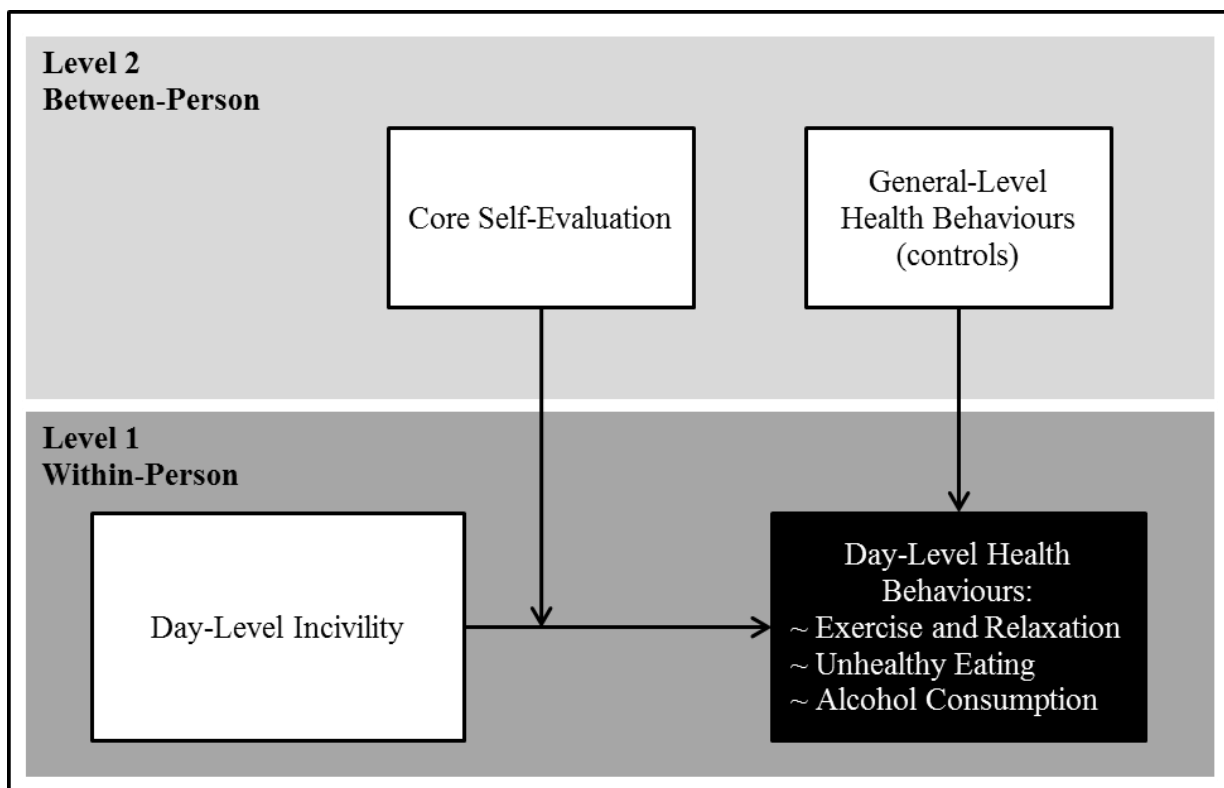 Level 2
Between-Person
Core Self-Evaluation
General-Level
Health Behaviours
(controls)
Level 1
Within-Person
Day-Level Incivility
Day-Level Health
Behaviours:
~ Exercise and Relaxation
~ Unhealthy Eating
~ Alcohol Consumption